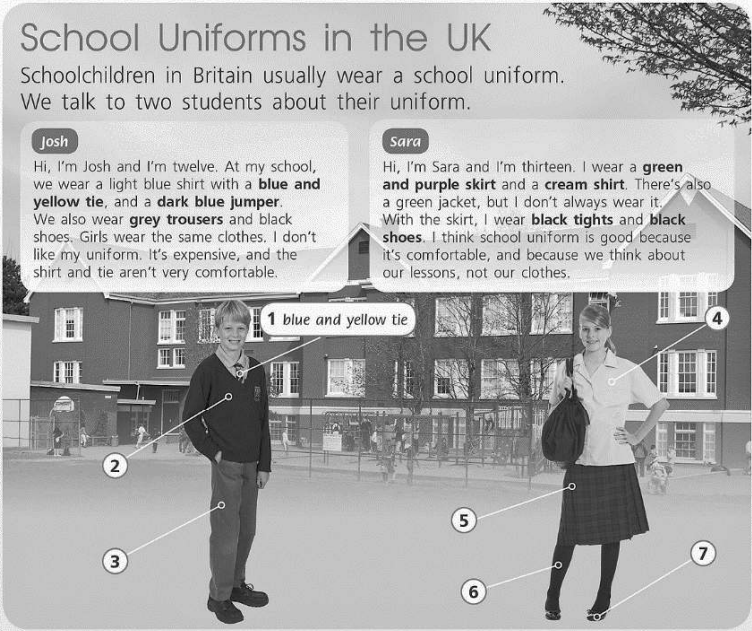 School Uniforms in the UK
Schoolchildren in Britain usually wear a school uniform.
We talk to two students about their uniform.
Josh
Hi, I'm Josh and I'm twelve. At my school,
we wear a light blue shirt with a blue and
yellow tie, and a dark blue jumper.
We also wear grey trousers and black
shoes. Girls wear the same clothes. I don't
like my uniform. It's expensive, and the
shirt and tie aren't very comfortable.
Sara
Hi, I'm Sara and I'm thirteen. I wear a green
and purple skirt and a cream shirt. There's also
a green jacket, but I don't always wear it.
With the skirt, I wear black tights and black
shoes. I think school uniform is good because
it's comfortable, and because we think about
our lessons, not our clothes.
1 blue and yellow tie
4
2
5
3
7
6